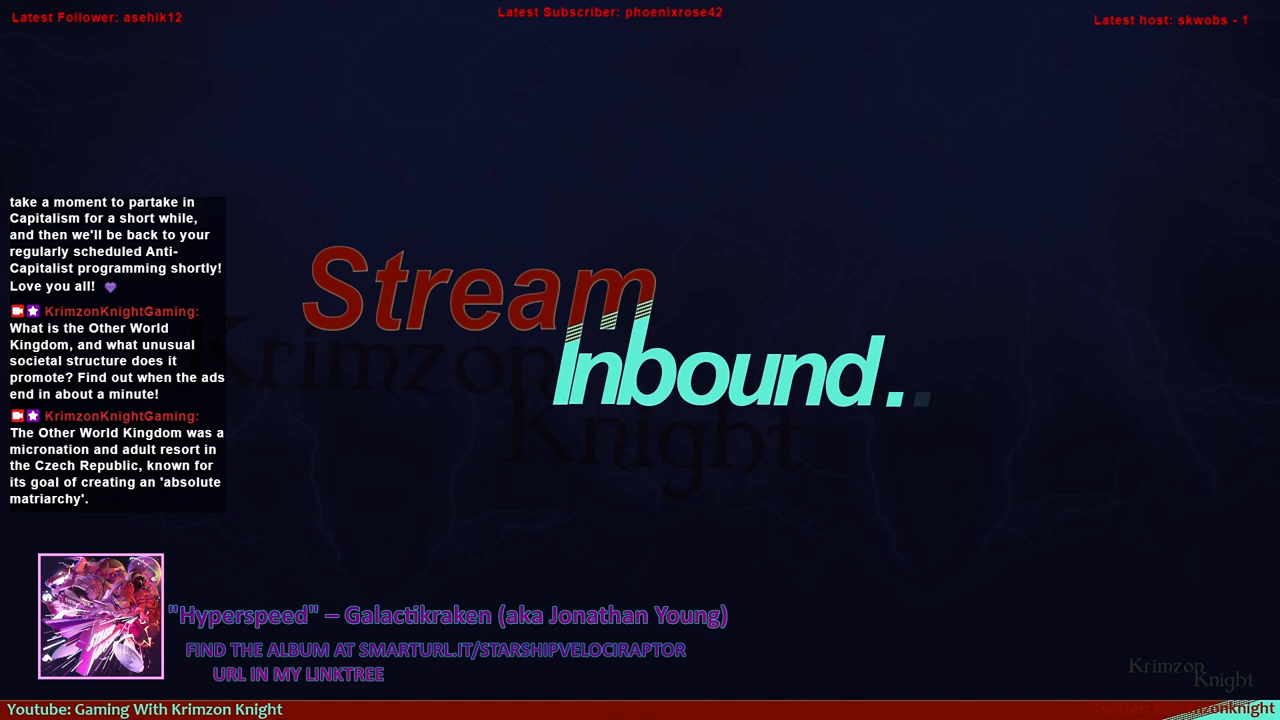 Latest Follower: asehik12
Latest Subscriber: phoenixrose42
Latest host: skwobs - 1
take a moment to partake in
Capitalism for a short while,
and then we'll be back to your
regularly scheduled Anti-
Capitalist programming shortly!
Love you all! 💜
KrimzonKnightGaming:
What is the Other World
Kingdom, and what unusual
societal structure does it
promote? Find out when the ads
end in about a minute!
KrimzonKnightGaming:
The Other World Kingdom was a
micronation and adult resort in
the Czech Republic, known for
its goal of creating an 'absolute
matriarchy'.
Stream
Inbound..
Krimzon
Knight
"Hyperspeed" – Galactikraken (aka Jonathan Young)
FIND THE ALBUM AT SMARTURL.IT/STARSHIPVELOCIRAPTOR
URL IN MY LINKTREE
Krimzon
Knight
Youtube: Gaming With Krimzon Knight
Twitter: